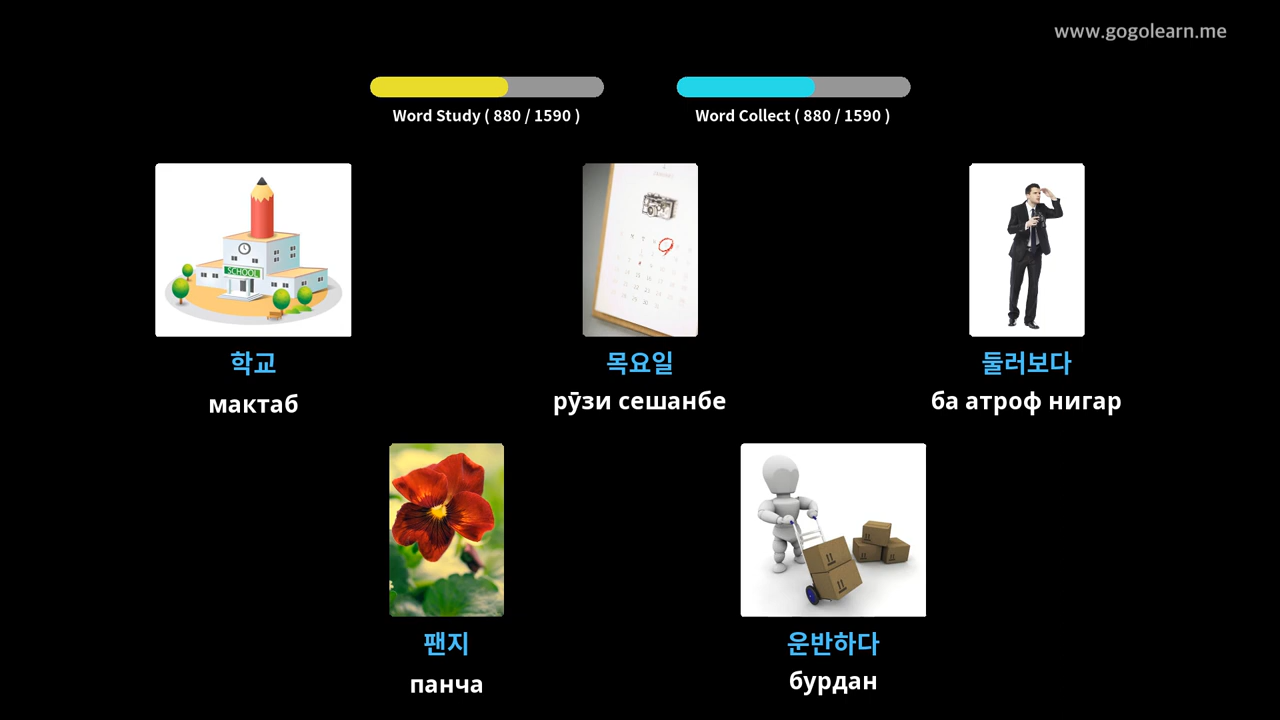 www.gogolearn.me
Word Study ( 880 / 1590 )
Word Collect ( 880 / 1590 )
SCHOOL
학교
мактаб
목요일
рӯзи сешанбе
둘러보다
ба атроф нигар
팬지
панча
운반하다
бурдан